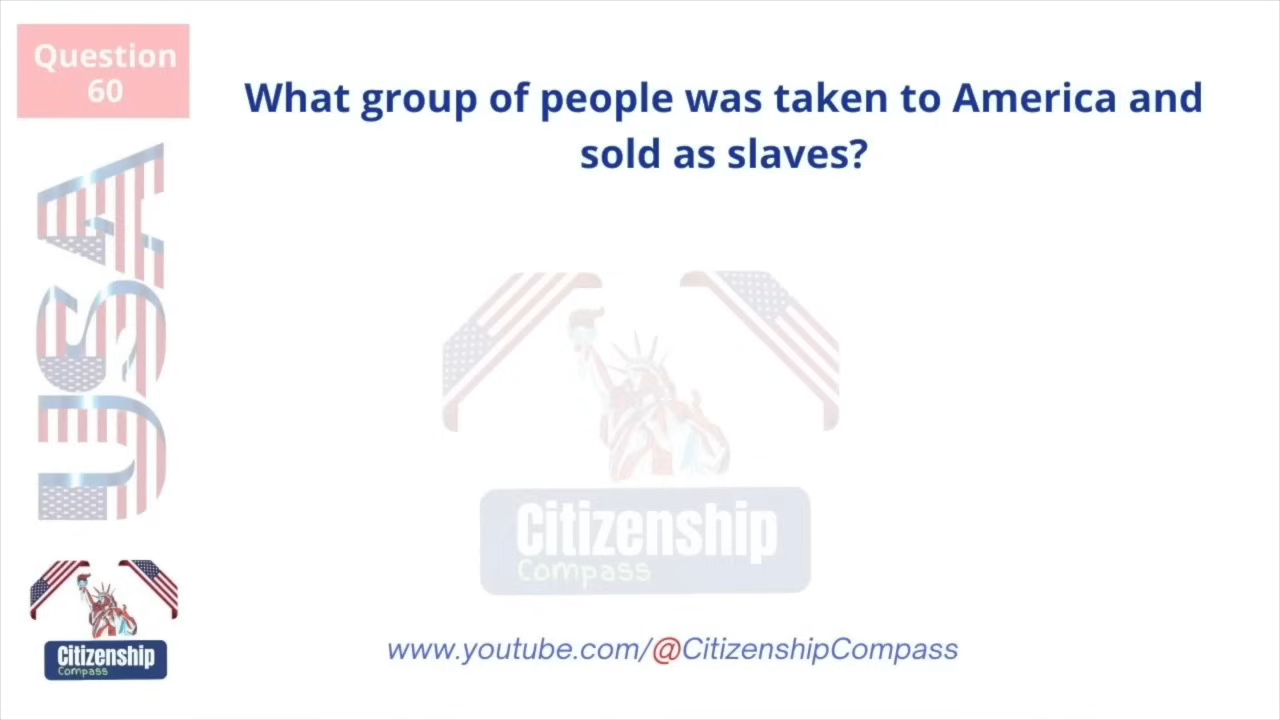 Question
60
What group of people was taken to America and
sold as slaves?
USA
Citizenship
Compass
Citizenship
Compass
www.youtube.com/@CitizenshipCompass